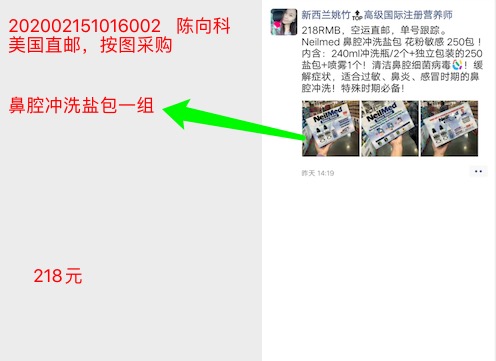 202002151016002 陈向科
美国直邮，按图采购
鼻腔冲洗盐包一组
218元
新西兰姚竹🔝高级国际注册营养师
218RMB，空运直邮，单号跟踪。
Neilmed 鼻腔冲洗盐包 花粉敏感 250包！
内含：240ml冲洗瓶/2个+独立包装的250
盐包+喷雾1个！清洁鼻腔细菌病毒！缓
解症状，适合过敏、鼻炎、感冒时期的鼻
腔冲洗！特殊时期必备！
NeilMed
NeilMed
NeilMed
昨天 14:19